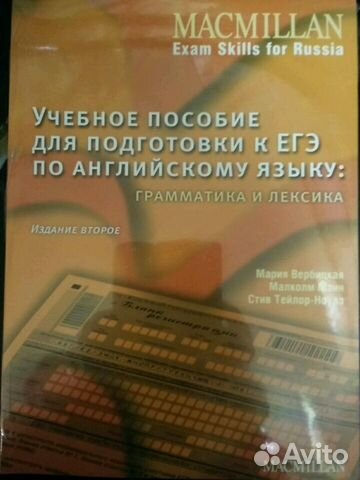 MACMILLAN
Exam Skills for Russia
УЧЕБНОЕ ПОСОБИЕ
ДЛЯ ПОДГОТОВКИ К ЕГЭ
ПО АНГЛИЙСКОМУ ЯЗЫКУ:
ГРАММАТИКА И ЛЕКСИКА
ИЗДАНИЕ ВТОРОЕ
Мария Вербицкая
Малколм Манн
Стив Тейлор-Ноулз
Бланк
регистрации
MACMILLAN
Avito